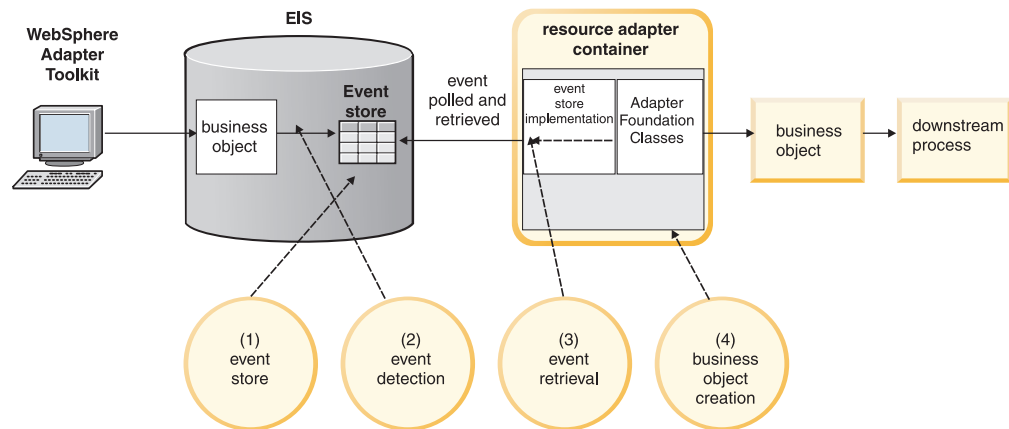 WebSphere
Adapter
Toolkit
EIS
business
object
Event
store
event
polled and
retrieved
resource adapter
container
event
store
implementation
Adapter
Foundation
Classes
business
object
downstream
process
(1)
event
store
(2)
event
detection
(3)
event
retrieval
(4)
business
object
creation